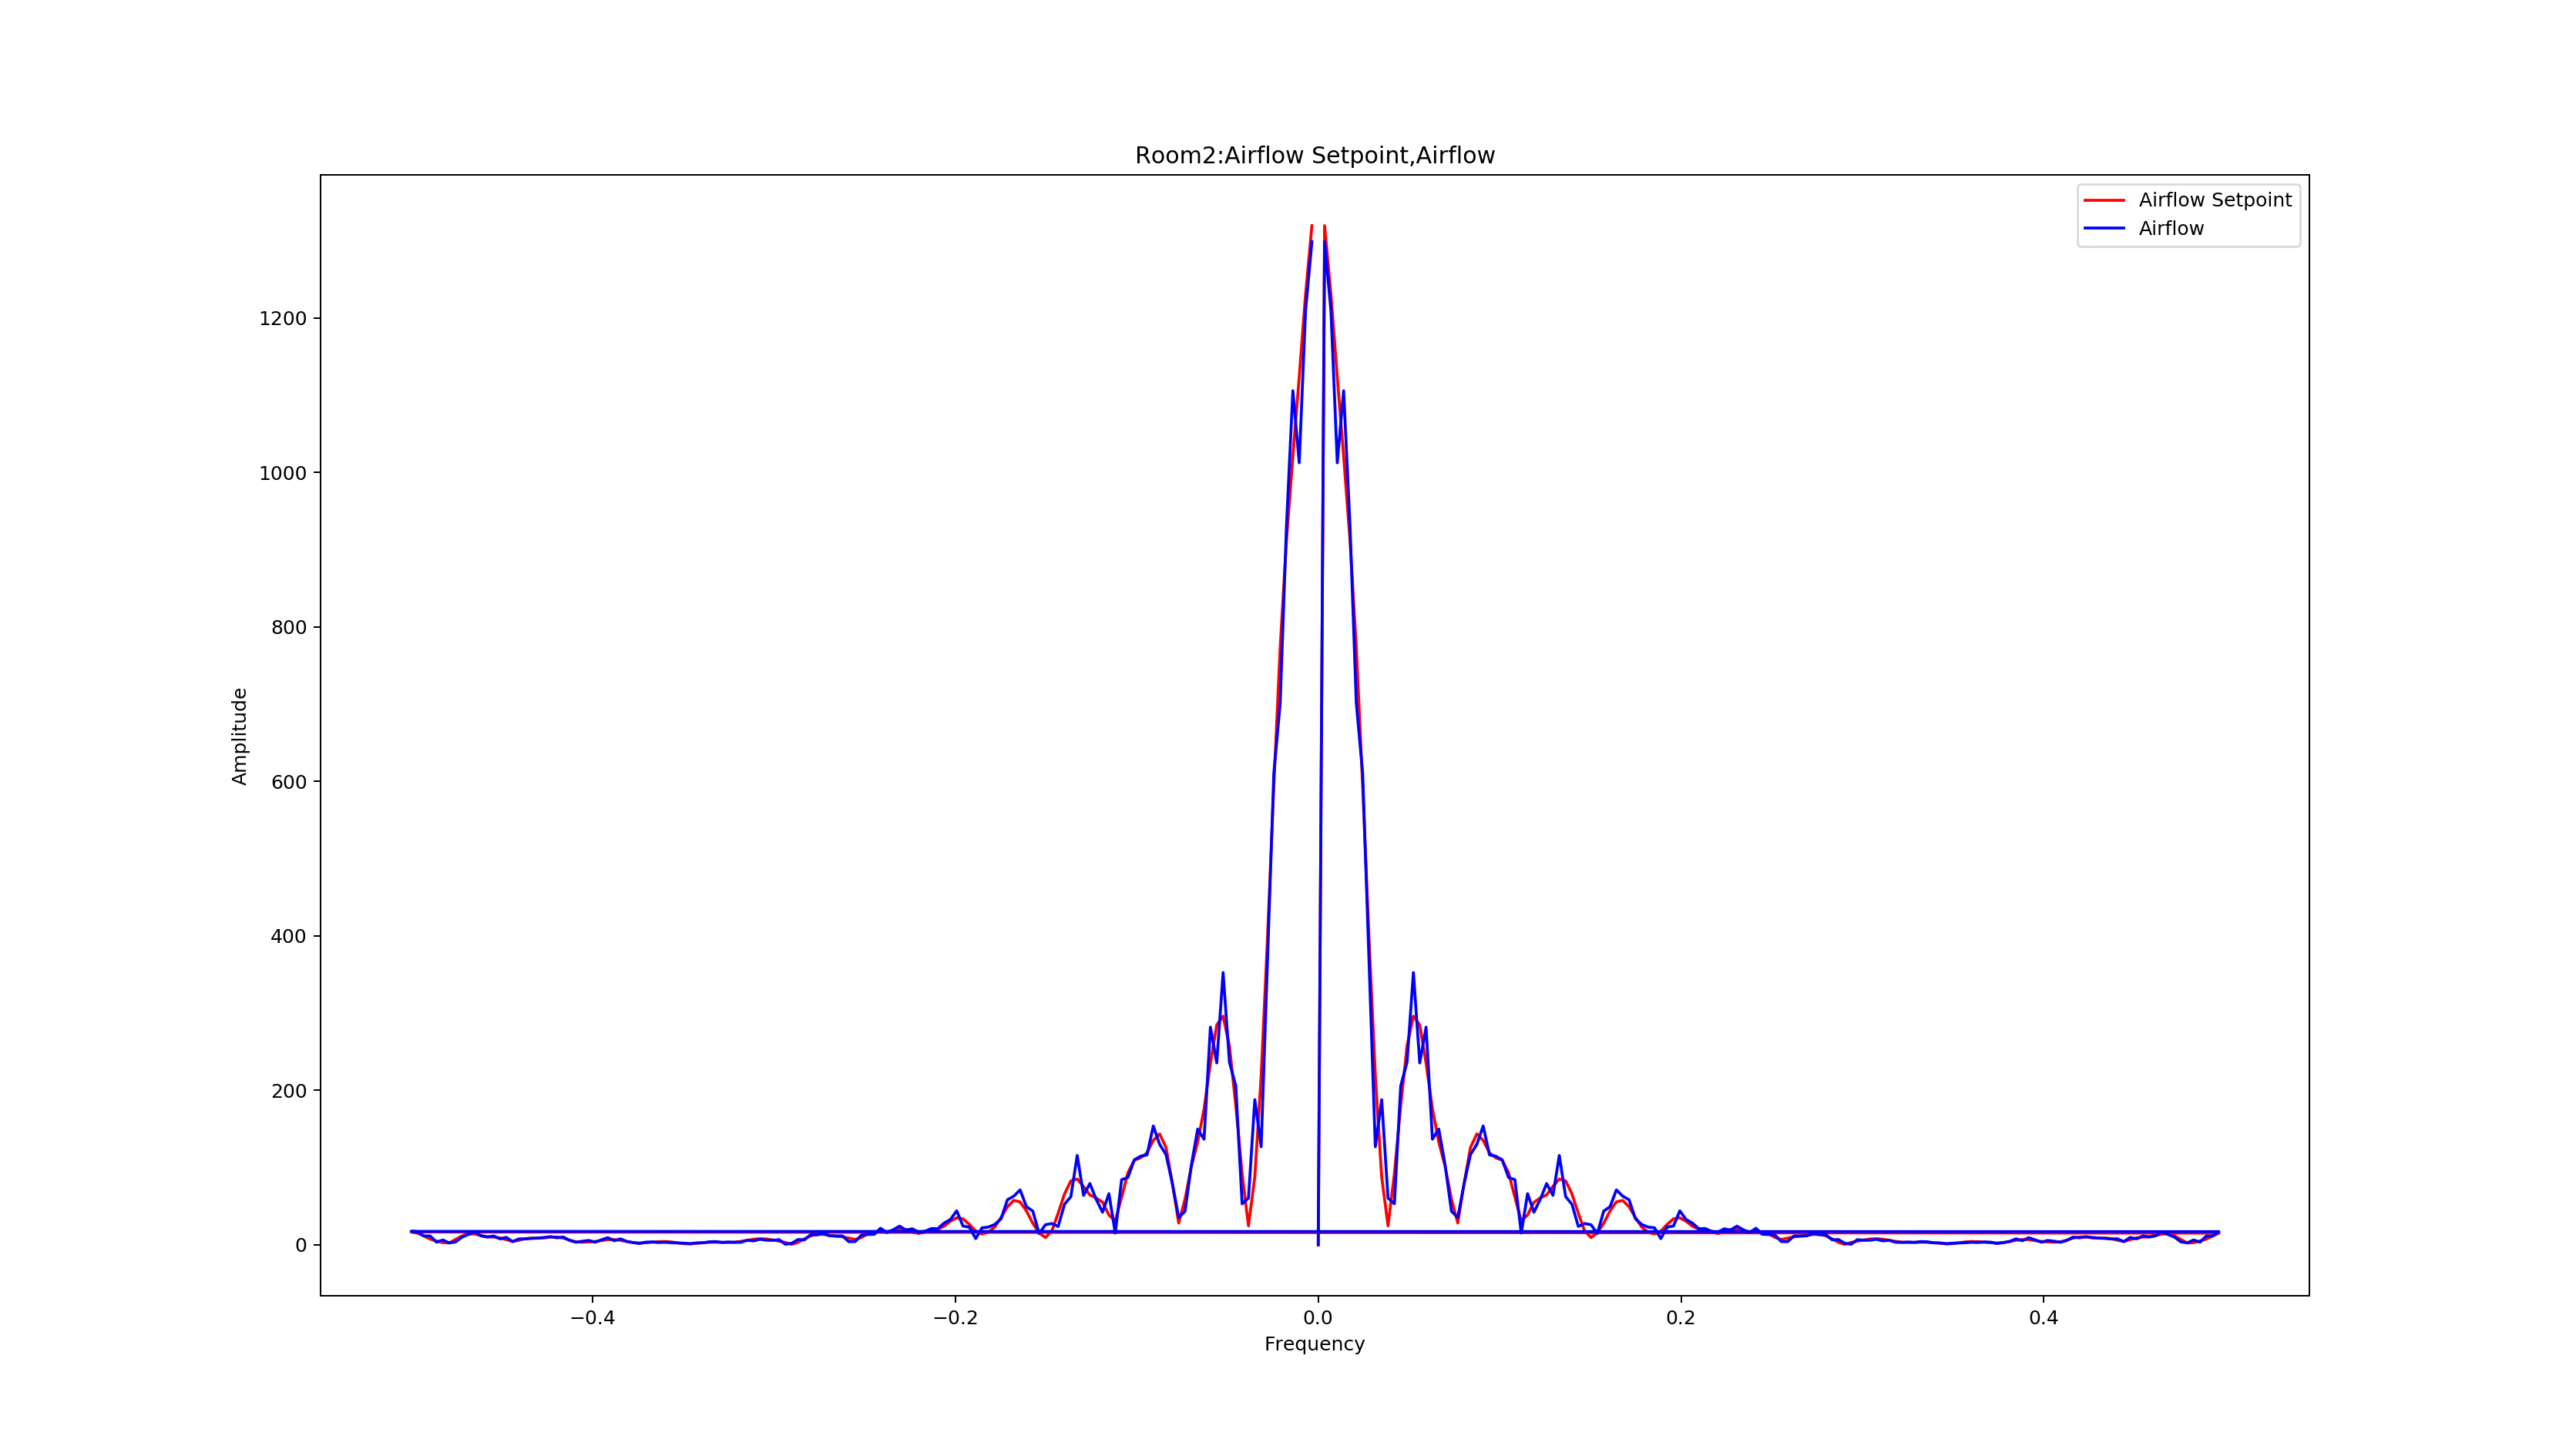 Room2:Airflow Setpoint,Airflow
Airflow Setpoint
Airflow
1200
1000
800
600
400
200
0
Amplitude
−0.4
−0.2
0.0
0.2
0.4
Frequency